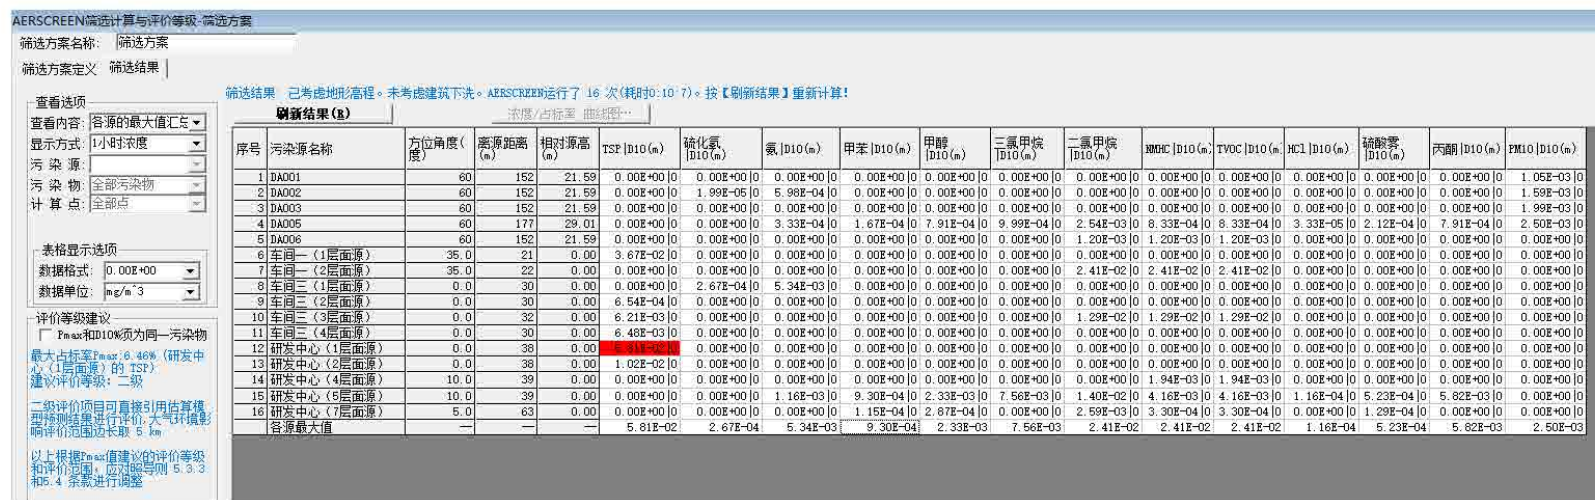 AERSCREEN筛选计算与评价等级-筛选方案
筛选方案名称: 筛选方案
筛选方案定义 筛选结果
筛选结果 已考虑地形高程。未考虑建筑下洗。AERSCREEN运行了 16 次(耗时0:10:7)。按【刷新结果】重新计算!
刷新结果(R) 浓度/占标率 曲线图…
查看选项
查看内容: 各源的最大值汇总
显示方式: 1小时浓度
污 染 源:
污 染 物: 全部污染物
计 算 点: 全部点
表格显示选项
数据格式: 0.00E+00
数据单位: mg/m^3
评价等级建议
Pmax和D10%须为同一污染物
最大占标率Pmax:6.46% (研发中
心（1层面源）的 TSP)
建议评价等级: 二级
二级评价项目可直接引用估算模
型预测结果进行评价,大气环境影
响评价范围边长取 5 km
以上根据Pmax值建议的评价等级
和评价范围, 应对照导则 5.3.3
和5.4 条款进行调整
序号 污染源名称 方位角度(度) 离源距离(m) 相对源高(m) TSP|D10(m) 硫化氢|D10(m) 氨|D10(m) 甲苯|D10(m) 甲醇|D10(m) 三氯甲烷|D10(m) 二氯甲烷|D10(m) NMHC|D10(m) TVOC|D10(m HCl|D10(m) 硫酸雾|D10(m) 丙酮|D10(m) PM10|D10(m)
1 DA001 60 152 21.59 0.00E+00|0 0.00E+00|0 0.00E+00|0 0.00E+00|0 0.00E+00|0 0.00E+00|0 0.00E+00|0 0.00E+00|0 0.00E+00|0 0.00E+00|0 0.00E+00|0 0.00E+00|0 1.05E-03|0
2 DA002 60 152 21.59 0.00E+00|0 1.99E-05|0 5.98E-04|0 0.00E+00|0 0.00E+00|0 0.00E+00|0 0.00E+00|0 0.00E+00|0 0.00E+00|0 0.00E+00|0 0.00E+00|0 0.00E+00|0 1.59E-03|0
3 DA003 60 152 21.59 0.00E+00|0 0.00E+00|0 0.00E+00|0 0.00E+00|0 0.00E+00|0 0.00E+00|0 0.00E+00|0 0.00E+00|0 0.00E+00|0 0.00E+00|0 0.00E+00|0 0.00E+00|0 1.99E-03|0
4 DA005 60 177 29.01 0.00E+00|0 0.00E+00|0 3.33E-04|0 1.67E-04|0 7.91E-04|0 9.99E-04|0 2.54E-03|0 8.33E-04|0 8.33E-04|0 3.33E-05|0 2.12E-04|0 7.91E-04|0 2.50E-03|0
5 DA006 60 152 21.59 0.00E+00|0 0.00E+00|0 0.00E+00|0 0.00E+00|0 0.00E+00|0 0.00E+00|0 1.20E-03|0 1.20E-03|0 1.20E-03|0 0.00E+00|0 0.00E+00|0 0.00E+00|0 0.00E+00|0
6 车间一（1层面源） 35.0 21 0.00 3.67E-02|0 0.00E+00|0 0.00E+00|0 0.00E+00|0 0.00E+00|0 0.00E+00|0 0.00E+00|0 0.00E+00|0 0.00E+00|0 0.00E+00|0 0.00E+00|0 0.00E+00|0 0.00E+00|0
7 车间一（2层面源） 35.0 22 0.00 0.00E+00|0 0.00E+00|0 0.00E+00|0 0.00E+00|0 0.00E+00|0 0.00E+00|0 2.41E-02|0 2.41E-02|0 2.41E-02|0 0.00E+00|0 0.00E+00|0 0.00E+00|0 0.00E+00|0
8 车间三（1层面源） 0.0 30 0.00 0.00E+00|0 2.67E-04|0 5.34E-03|0 0.00E+00|0 0.00E+00|0 0.00E+00|0 0.00E+00|0 0.00E+00|0 0.00E+00|0 0.00E+00|0 0.00E+00|0 0.00E+00|0 0.00E+00|0
9 车间三（2层面源） 0.0 30 0.00 6.54E-04|0 0.00E+00|0 0.00E+00|0 0.00E+00|0 0.00E+00|0 0.00E+00|0 0.00E+00|0 0.00E+00|0 0.00E+00|0 0.00E+00|0 0.00E+00|0 0.00E+00|0 0.00E+00|0
10 车间三（3层面源） 0.0 32 0.00 6.21E-03|0 0.00E+00|0 0.00E+00|0 0.00E+00|0 0.00E+00|0 0.00E+00|0 1.29E-02|0 1.29E-02|0 1.29E-02|0 0.00E+00|0 0.00E+00|0 0.00E+00|0 0.00E+00|0
11 车间三（4层面源） 0.0 30 0.00 6.48E-03|0 0.00E+00|0 0.00E+00|0 0.00E+00|0 0.00E+00|0 0.00E+00|0 0.00E+00|0 0.00E+00|0 0.00E+00|0 0.00E+00|0 0.00E+00|0 0.00E+00|0 0.00E+00|0
12 研发中心（1层面源） 0.0 38 0.00 5.81E-02|0 0.00E+00|0 0.00E+00|0 0.00E+00|0 0.00E+00|0 0.00E+00|0 0.00E+00|0 0.00E+00|0 0.00E+00|0 0.00E+00|0 0.00E+00|0 0.00E+00|0 0.00E+00|0
13 研发中心（2层面源） 0.0 38 0.00 1.02E-02|0 0.00E+00|0 0.00E+00|0 0.00E+00|0 0.00E+00|0 0.00E+00|0 0.00E+00|0 0.00E+00|0 0.00E+00|0 0.00E+00|0 0.00E+00|0 0.00E+00|0 0.00E+00|0
14 研发中心（4层面源） 10.0 39 0.00 0.00E+00|0 0.00E+00|0 0.00E+00|0 0.00E+00|0 0.00E+00|0 0.00E+00|0 0.00E+00|0 1.94E-03|0 1.94E-03|0 0.00E+00|0 0.00E+00|0 0.00E+00|0 0.00E+00|0
15 研发中心（5层面源） 10.0 39 0.00 0.00E+00|0 0.00E+00|0 1.16E-03|0 9.30E-04|0 2.33E-03|0 7.56E-03|0 1.40E-02|0 4.16E-03|0 4.16E-03|0 1.16E-04|0 5.23E-04|0 5.82E-03|0 0.00E+00|0
16 研发中心（7层面源） 5.0 63 0.00 0.00E+00|0 0.00E+00|0 0.00E+00|0 1.15E-04|0 2.87E-04|0 0.00E+00|0 2.59E-03|0 3.30E-04|0 3.30E-04|0 0.00E+00|0 1.29E-04|0 0.00E+00|0 0.00E+00|0
各源最大值 — — — 5.81E-02 2.67E-04 5.34E-03 9.30E-04 2.33E-03 7.56E-03 2.41E-02 2.41E-02 2.41E-02 1.16E-04 5.23E-04 5.82E-03 2.50E-03